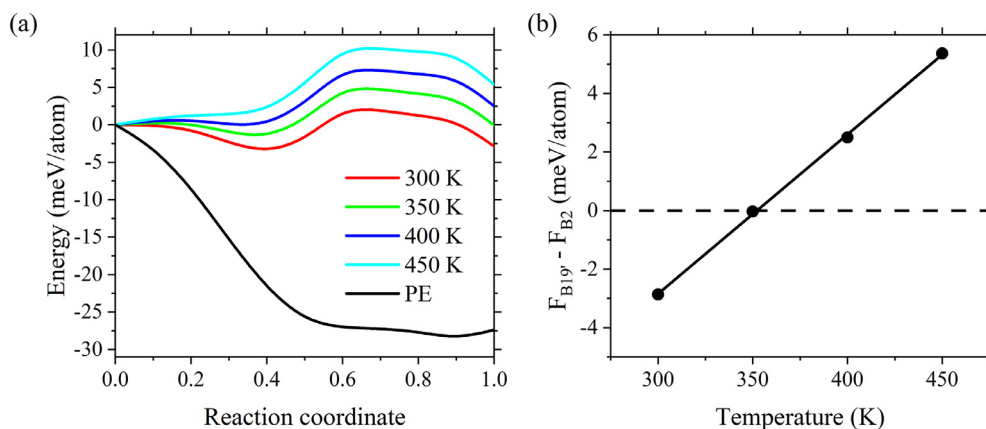 (a)
Energy (meV/atom)
10
5
0
-5
-10
-15
-20
-25
-30
300 K
350 K
400 K
450 K
PE
0.0 0.2 0.4 0.6 0.8 1.0
Reaction coordinate
(b)
F_B19' - F_B2 (meV/atom)
6
4
2
0
-2
-4
300 350 400 450
Temperature (K)